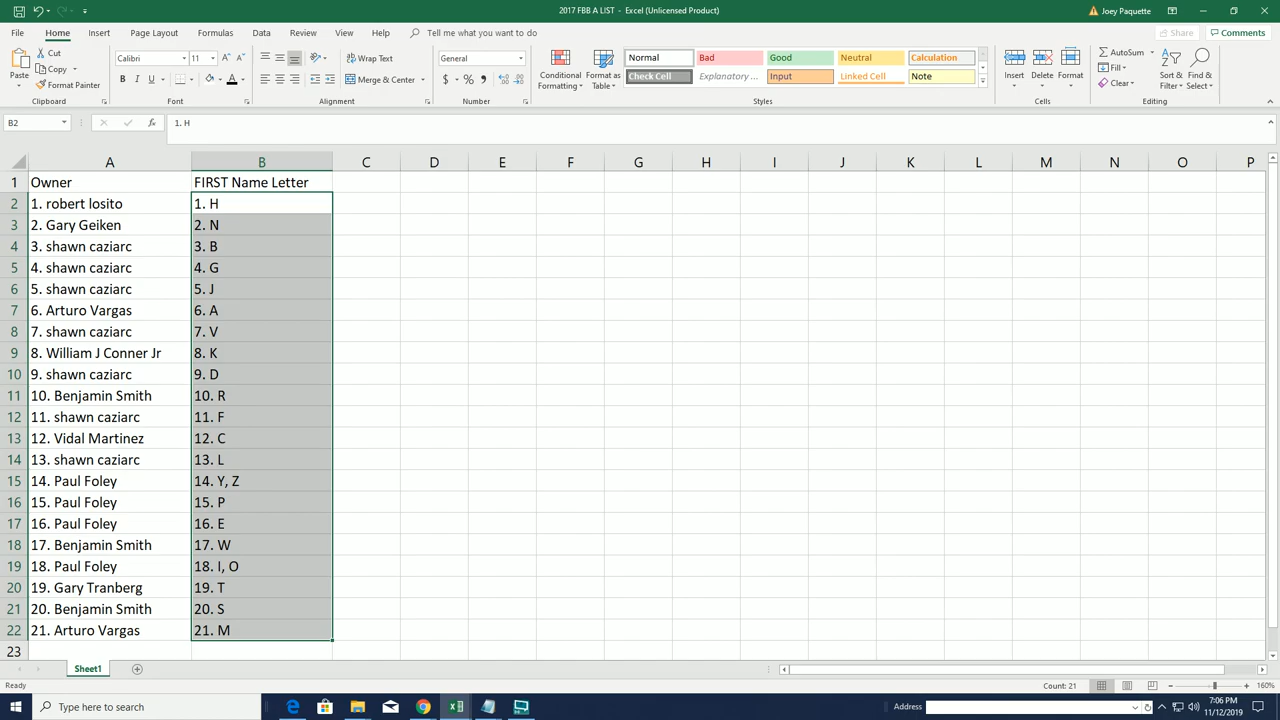 2017 FBB A LIST - Excel (Unlicensed Product)
Joey Paquette
File Home Insert Page Layout Formulas Data Review View Help Tell me what you want to do Share Comments
Paste Cut Copy Format Painter Clipboard
Calibri 11 B I U A Font
Wrap Text Merge & Center Alignment
General $ % Number
Conditional Formatting Format as Table
Normal Bad Good Neutral Calculation
Check Cell Explanatory ... Input Linked Cell Note
Styles
Insert Delete Format Cells
AutoSum Fill Clear Sort & Filter Find & Select Editing
B2 fx 1. H
A B C D E F G H I J K L M N O P
1 Owner FIRST Name Letter
2 1. robert losito 1. H
3 2. Gary Geiken 2. N
4 3. shawn caziarc 3. B
5 4. shawn caziarc 4. G
6 5. shawn caziarc 5. J
7 6. Arturo Vargas 6. A
8 7. shawn caziarc 7. V
9 8. William J Conner Jr 8. K
10 9. shawn caziarc 9. D
11 10. Benjamin Smith 10. R
12 11. shawn caziarc 11. F
13 12. Vidal Martinez 12. C
14 13. shawn caziarc 13. L
15 14. Paul Foley 14. Y, Z
16 15. Paul Foley 15. P
17 16. Paul Foley 16. E
18 17. Benjamin Smith 17. W
19 18. Paul Foley 18. I, O
20 19. Gary Tranberg 19. T
21 20. Benjamin Smith 20. S
22 21. Arturo Vargas 21. M
23
Sheet1
Ready Count: 21 160%
Type here to search Address 7:06 PM
11/12/2019